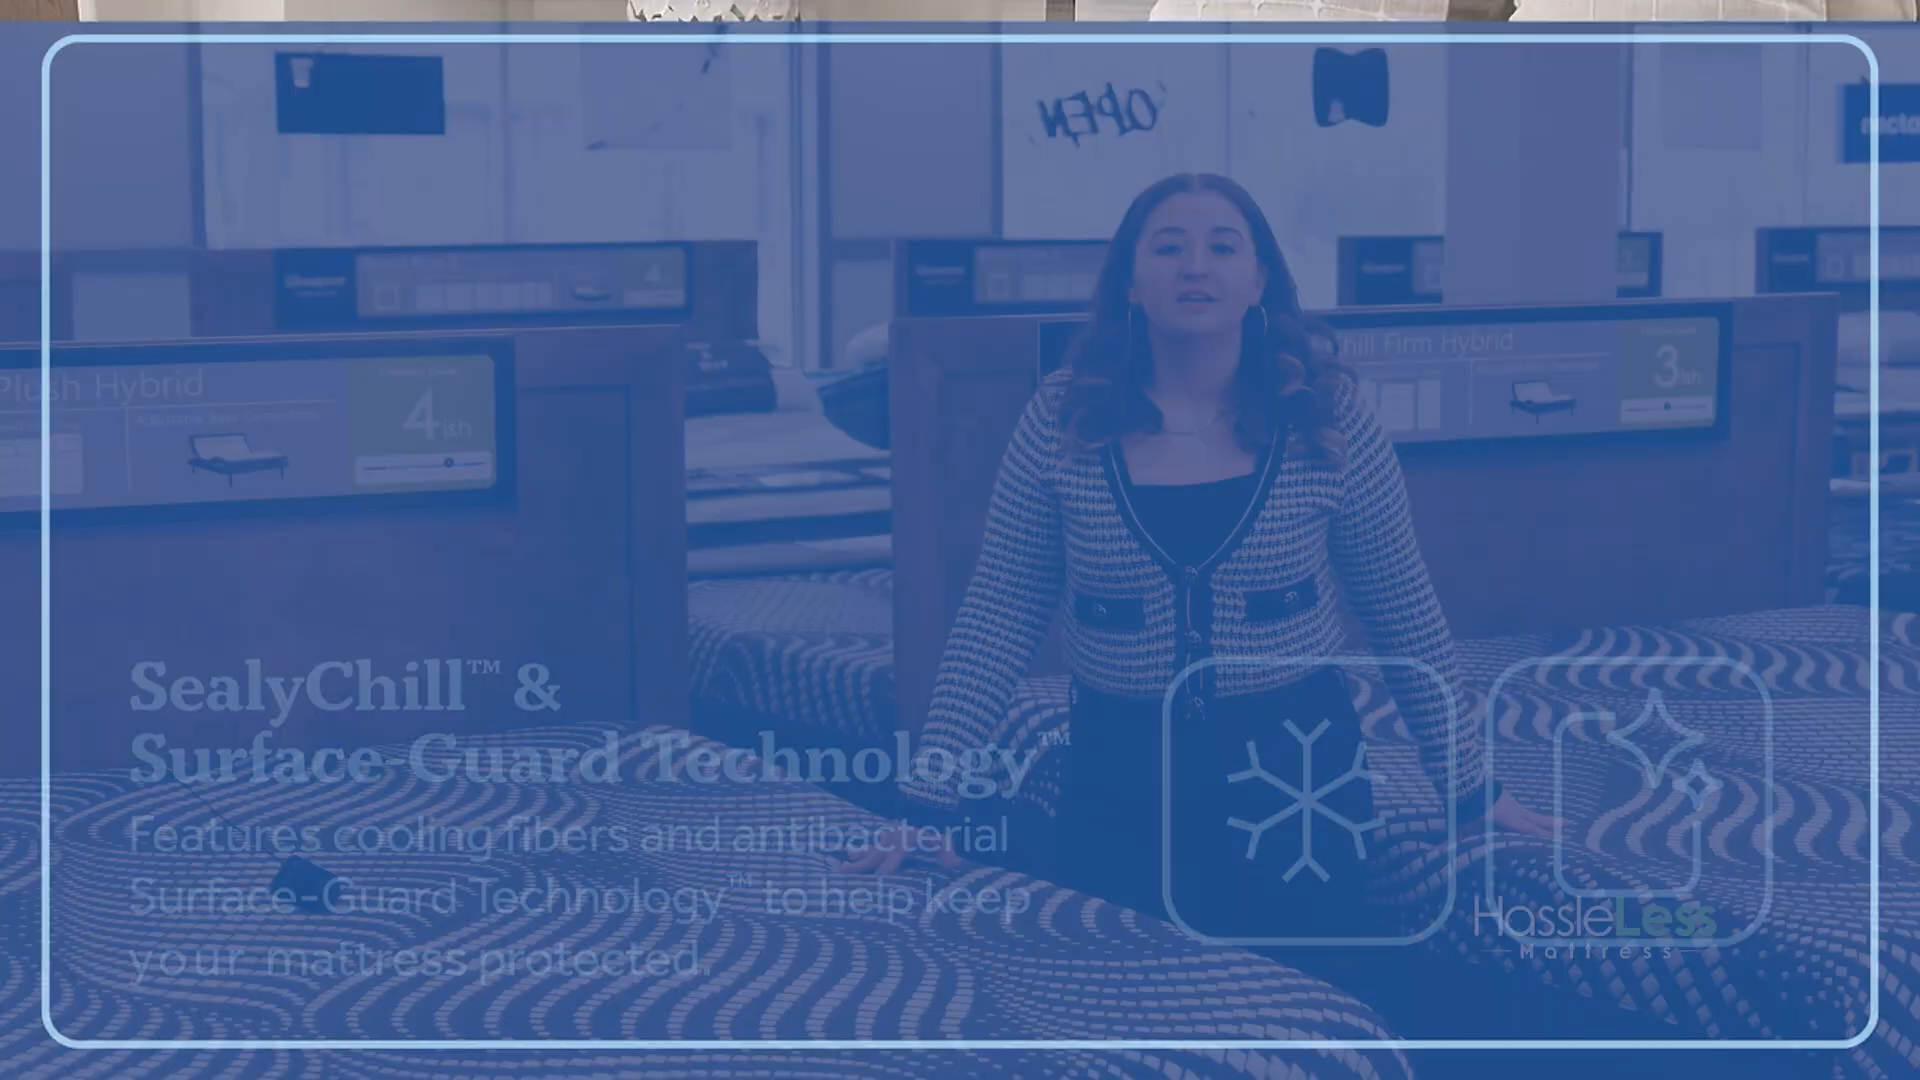 OPEN
Plush Hybrid
4ish
hill Firm Hybrid
3ish
SealyChill™ &
Surface-Guard Technology™
Features cooling fibers and antibacterial
Surface-Guard Technology™ to help keep
your mattress protected.
HassleLess
Mattress